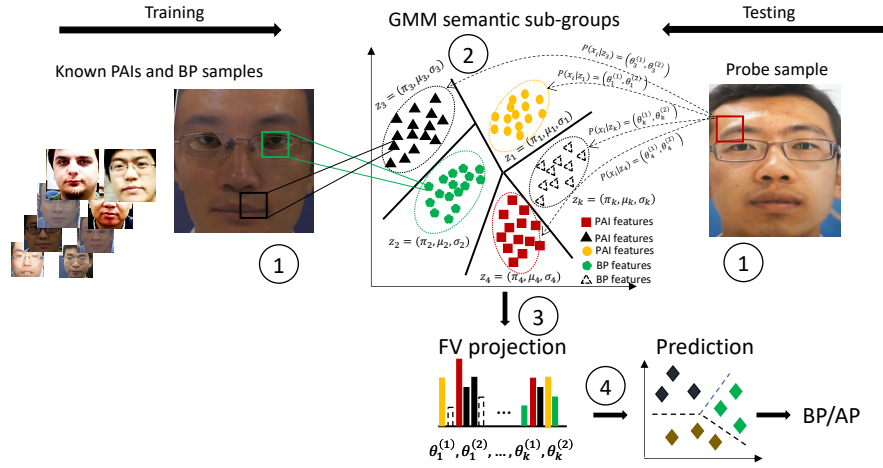 Training
GMM semantic sub-groups
Testing
Known PAIs and BP samples
Probe sample
1
2
z₃ = (π₃, μ₃, σ₃)
z₁ = (π₁, μ₁, σ₁)
z₂ = (π₂, μ₂, σ₂)
z₄ = (π₄, μ₄, σ₄)
zₖ = (πₖ, μₖ, σₖ)
P(xᵢ|z₃) = (θ₃⁽¹⁾, θ₃⁽²⁾)
P(xᵢ|z₁) = (θ₁⁽¹⁾, θ₁⁽²⁾)
P(xᵢ|zₖ) = (θₖ⁽¹⁾, θₖ⁽²⁾)
P(xᵢ|z₄) = (θ₄⁽¹⁾, θ₄⁽²⁾)
PAI features
PAI features
PAI features
BP features
BP features
1
3
FV projection
Prediction
4
...
BP/AP
θ₁⁽¹⁾, θ₁⁽²⁾, ..., θₖ⁽¹⁾, θₖ⁽²⁾